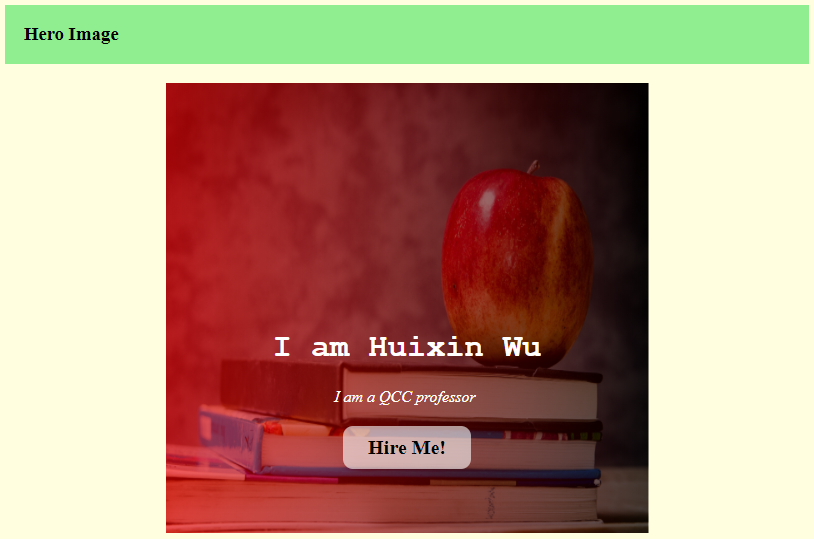 Hero Image
I am Huixin Wu
I am a QCC professor
Hire Me!